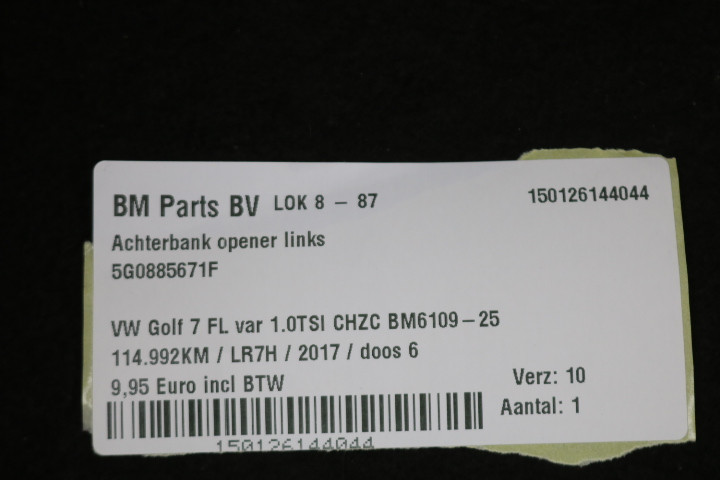 BM Parts BV LOK 8 - 87 150126144044
Achterbank opener links
5G0885671F
VW Golf 7 FL var 1.0TSI CHZC BM6109-25
114.992KM / LR7H / 2017 / doos 6
9,95 Euro incl BTW Verz: 10
Aantal: 1
150126144044